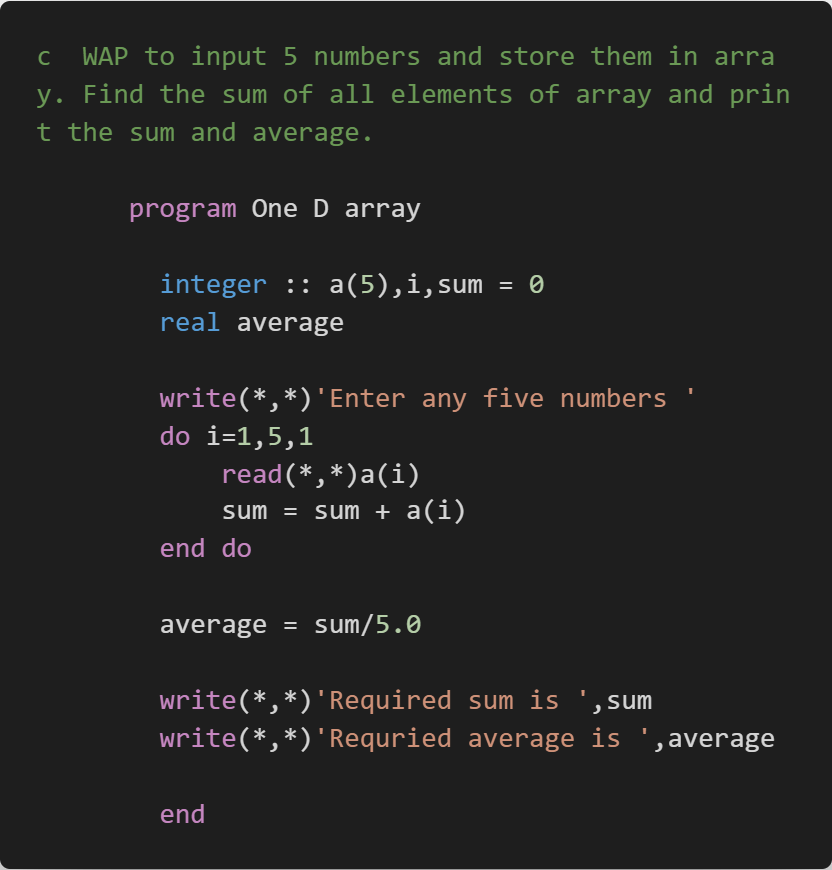 c  WAP to input 5 numbers and store them in arra
y. Find the sum of all elements of array and prin
t the sum and average.
program One D array
integer :: a(5),i,sum = 0
real average
write(*,*)'Enter any five numbers '
do i=1,5,1
read(*,*)a(i)
sum = sum + a(i)
end do
average = sum/5.0
write(*,*)'Required sum is ',sum
write(*,*)'Requried average is ',average
end